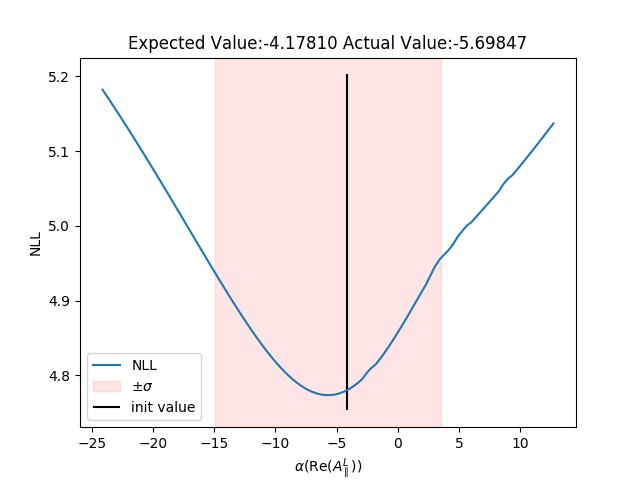 Expected Value:-4.17810 Actual Value:-5.69847
5.2
5.1
5.0
4.9
4.8
NLL
NLL
±σ
init value
−25
−20
−15
−10
−5
0
5
10
α(Re(A∥ᴸ))